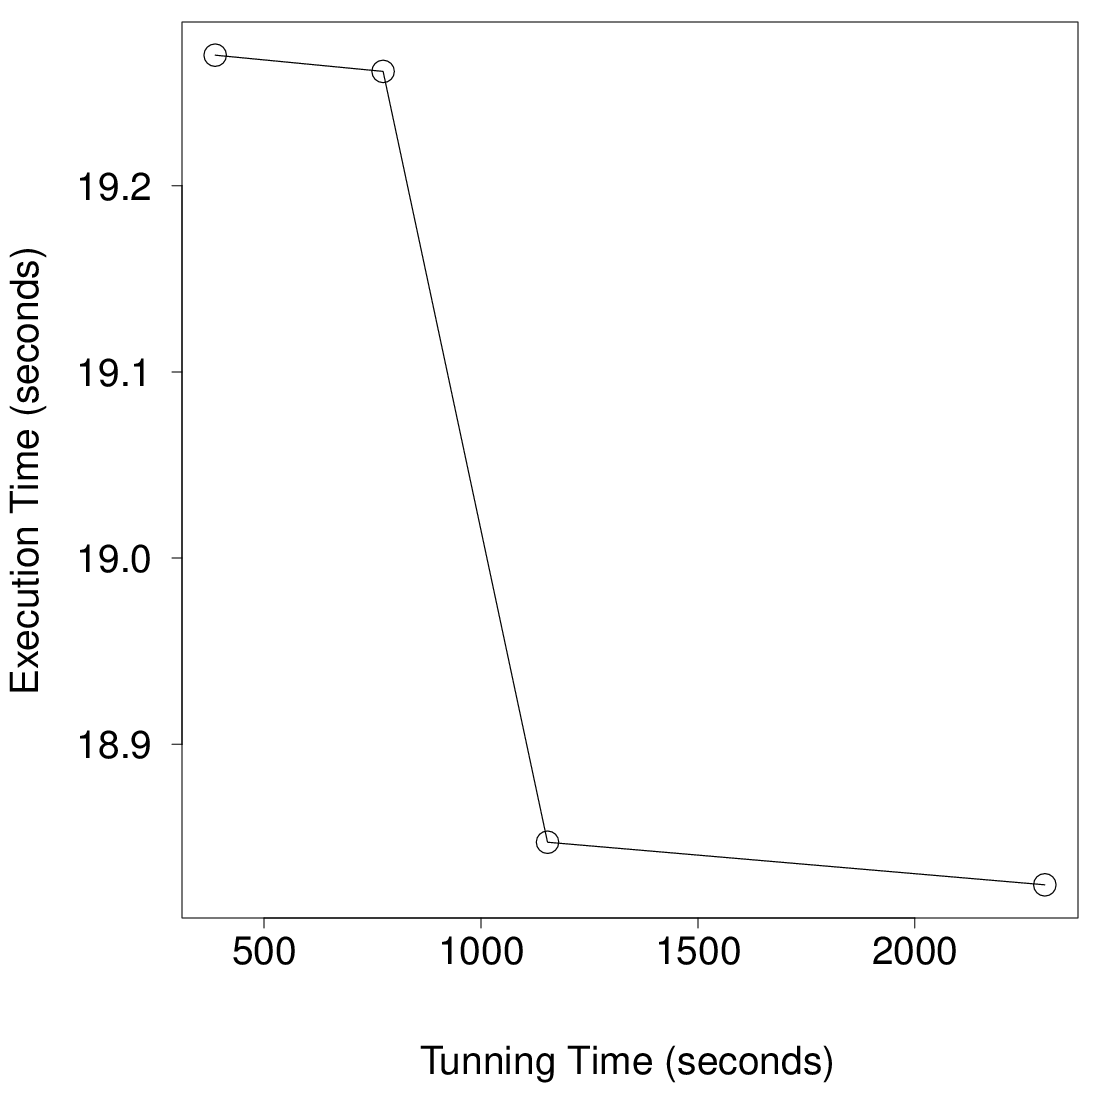 19.2
19.1
19.0
18.9
Execution Time (seconds)
500 1000 1500 2000
Tunning Time (seconds)